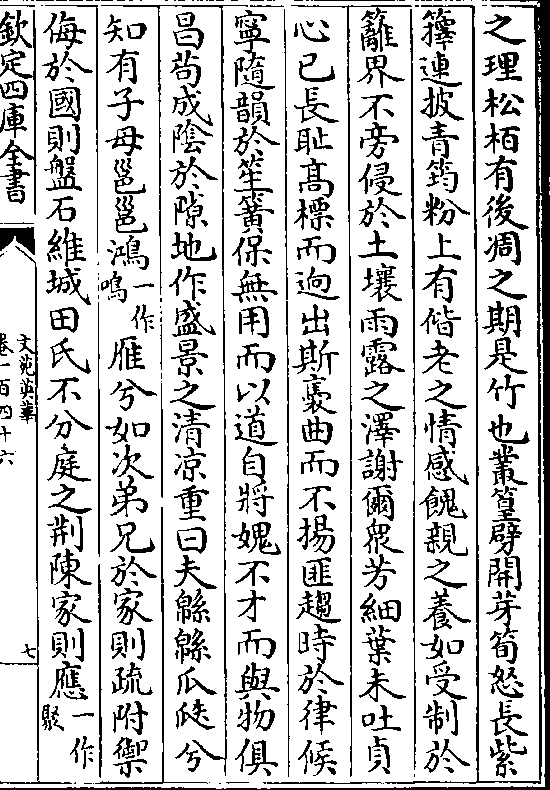 之理松栢有後凋之期是竹也叢篁劈開芽筍怒長紫
籜連披青筠粉上有偕老之情感餽親之養如受制於
籬界不旁侵於土壤雨露之澤謝爾衆芳細葉未吐貞
心已長耻髙標而逈出斯褰曲而不揚匪趨時於律候
寧隨韻於笙簧保無用而以道自將媿不才而與物俱
昌茍成陰於隙地作盛景之清凉重曰夫緜緜瓜瓞兮
知有子母邕邕鴻一作鳴雁兮如次弟兄於家則疏附禦
侮於國則盤石維城田氏不分庭之荆陳家則應一作聚
欽定四庫全書
文苑英華
卷一百四十六
七